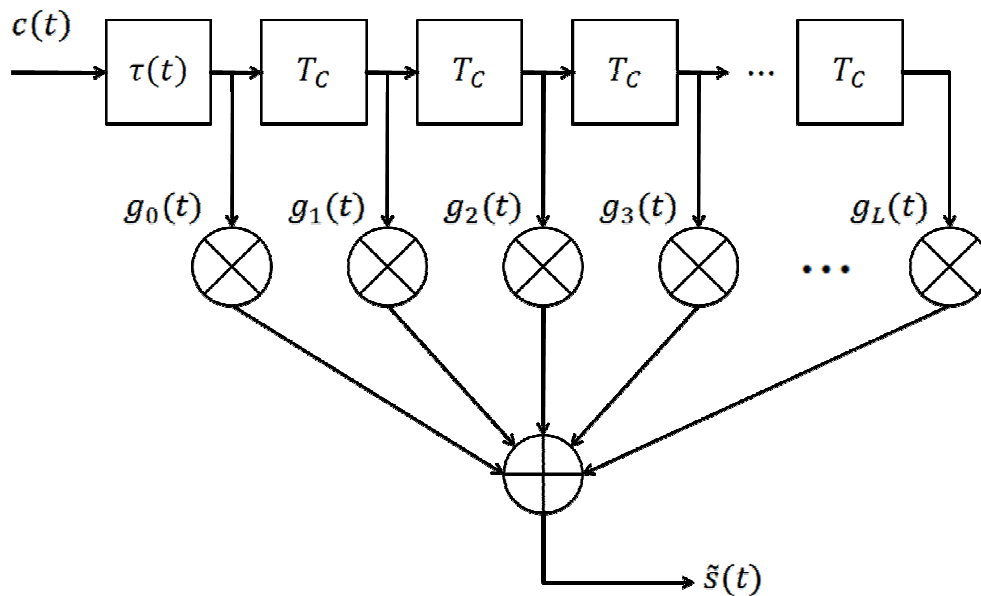 c(t)
τ(t) T_C T_C T_C ... T_C
g_0(t) g_1(t) g_2(t) g_3(t) g_L(t)
...
s̃(t)